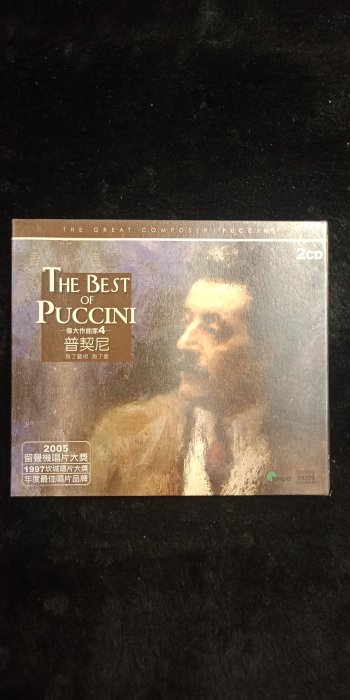 THE GREAT COMPOSER-PUCCINI
2CD
THE BEST
OF
PUCCINI
偉大作曲家4
普契尼
為了藝術 為了愛
2005
留聲機唱片大獎
1997坎城唱片大獎
年度最佳唱片品牌